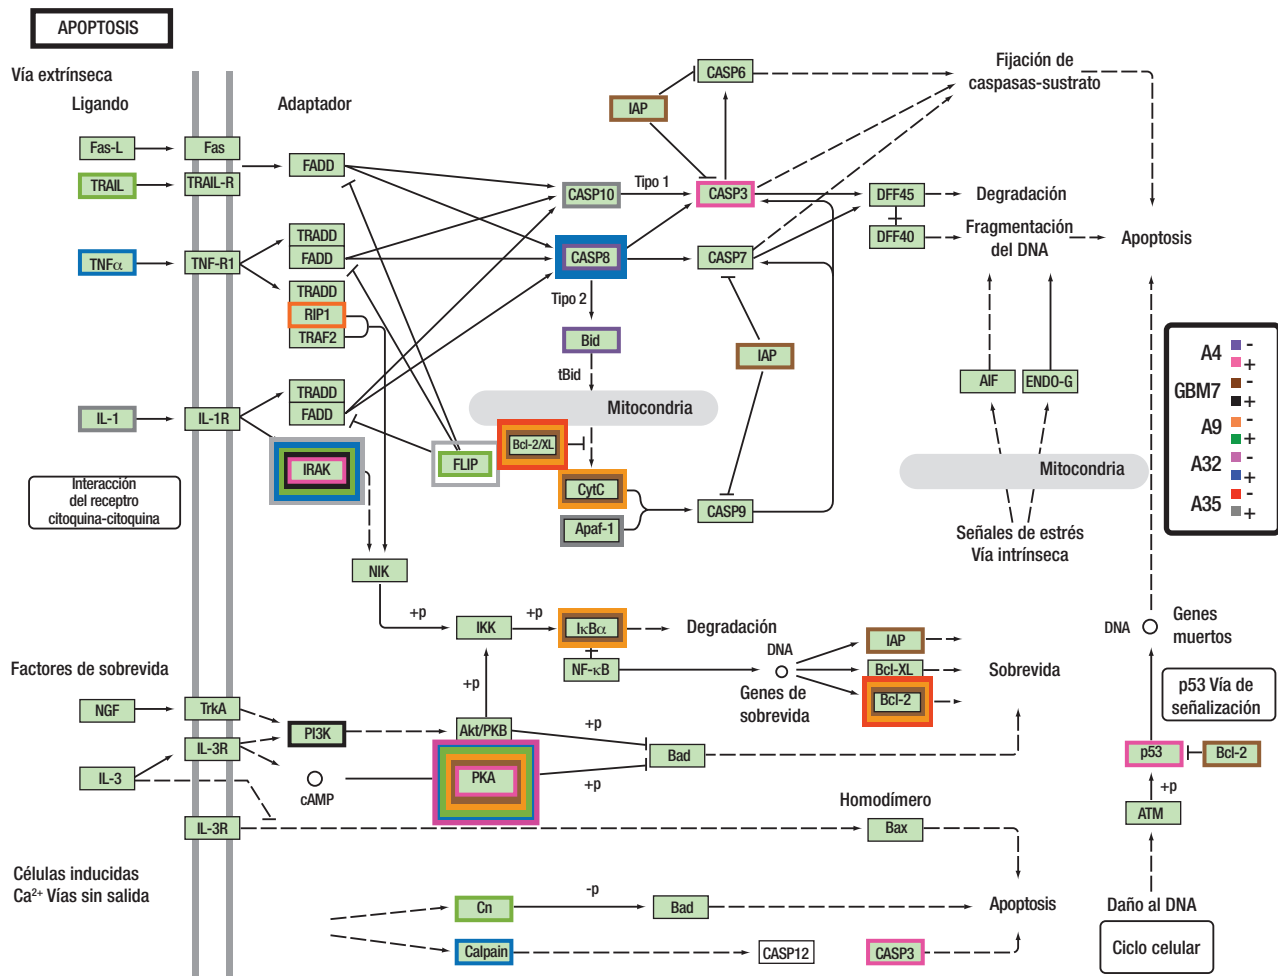 APOPTOSIS
Vía extrínseca
Ligando
Adaptador
Fas-L
Fas
FADD
TRAIL
TRAIL-R
TNFα
TNF-R1
TRADD
FADD
TRADD
RIP1
TRAF2
IL-1
IL-1R
TRADD
FADD
IRAK
FLIP
Interacción
del receptro
citoquina-citoquina
IAP
CASP6
CASP10
Tipo 1
CASP3
CASP8
CASP7
Tipo 2
Bid
tBid
IAP
Mitocondria
Bcl-2/XL
CytC
Apaf-1
CASP9
Fijación de
caspasas-sustrato
DFF45
Degradación
DFF40
Fragmentación
del DNA
Apoptosis
AIF
ENDO-G
Mitocondria
Señales de estrés
Vía intrínseca
A4
-
+
GBM7
-
+
A9
-
+
A32
-
+
A35
-
+
NIK
+p
IKK
+p
IκBα
Degradación
NF-κB
DNA
Genes de
sobrevida
IAP
Bcl-XL
Bcl-2
Sobrevida
DNA
Genes
muertos
p53 Vía de
señalización
p53
Bcl-2
+p
ATM
Daño al DNA
Ciclo celular
Factores de sobrevida
NGF
TrkA
IL-3R
IL-3
PI3K
cAMP
+p
Akt/PKB
PKA
+p
+p
Bad
IL-3R
Homodímero
Bax
Células inducidas
Ca²⁺ Vías sin salida
Cn
-p
Bad
Apoptosis
Calpain
CASP12
CASP3